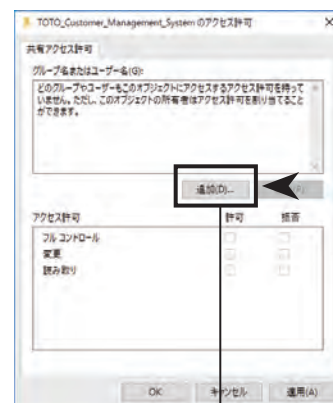 TOTO_Customer_Management_System のアクセス許可
共有アクセス許可
グループ名またはユーザー名(G):
どのグループやユーザーもこのオブジェクトにアクセスするアクセス許可を持って
いません。ただし、このオブジェクトの所有者はアクセス許可を割り当てること
ができます。
追加(D)...
アクセス許可 許可 拒否
フル コントロール
変更
読み取り
OK キャンセル 適用(A)